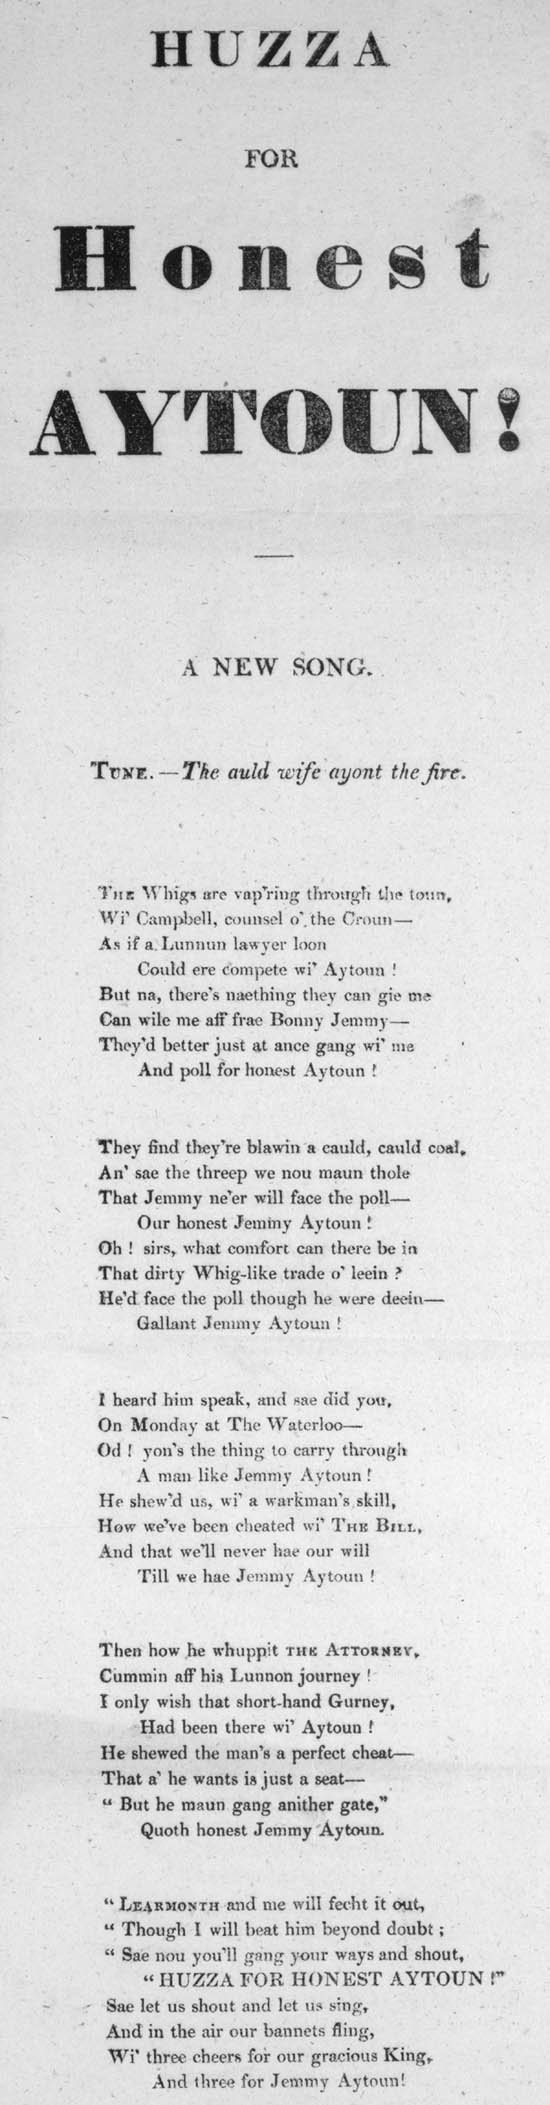 HUZZA
FOR
Honest
AYTOUN!
A NEW SONG.
TUNE.—The auld wife ayont the fire.
THE Whigs are vap'ring through the toun,
Wi' Campbell, counsel o' the Croun—
As if a Lunnun lawyer loon
Could ere compete wi' Aytoun !
But na, there's naething they can gie me
Can wile me aff frae Bonny Jemmy—
They'd better just at ance gang wi' me
And poll for honest Aytoun !
They find they're blawin a cauld, cauld coal,
An' sae the threep we nou maun thole
That Jemmy ne'er will face the poll—
Our honest Jemmy Aytoun !
Oh ! sirs, what comfort can there be in
That dirty Whig-like trade o' leein ?
He'd face the poll though he were deein—
Gallant Jemmy Aytoun !
I heard him speak, and sae did you,
On Monday at The Waterloo—
Od ! yon's the thing to carry through
A man like Jemmy Aytoun !
He shew'd us, wi' a warkman's skill,
How we've been cheated wi' THE BILL,
And that we'll never hae our will
Till we hae Jemmy Aytoun !
Then how he whuppit THE ATTORNEY,
Cummin aff his Lunnon journey !
I only wish that short-hand Gurney,
Had been there wi' Aytoun !
He shewed the man's a perfect cheat—
That a' he wants is just a seat—
" But he maun gang anither gate,"
Quoth honest Jemmy Aytoun.
" LEARMONTH and me will fecht it out,
" Though I will beat him beyond doubt ;
" Sae nou you'll gang your ways and shout,
" HUZZA FOR HONEST AYTOUN !"
Sae let us shout and let us sing,
And in the air our bannets fling,
Wi' three cheers for our gracious King,
And three for Jemmy Aytoun!